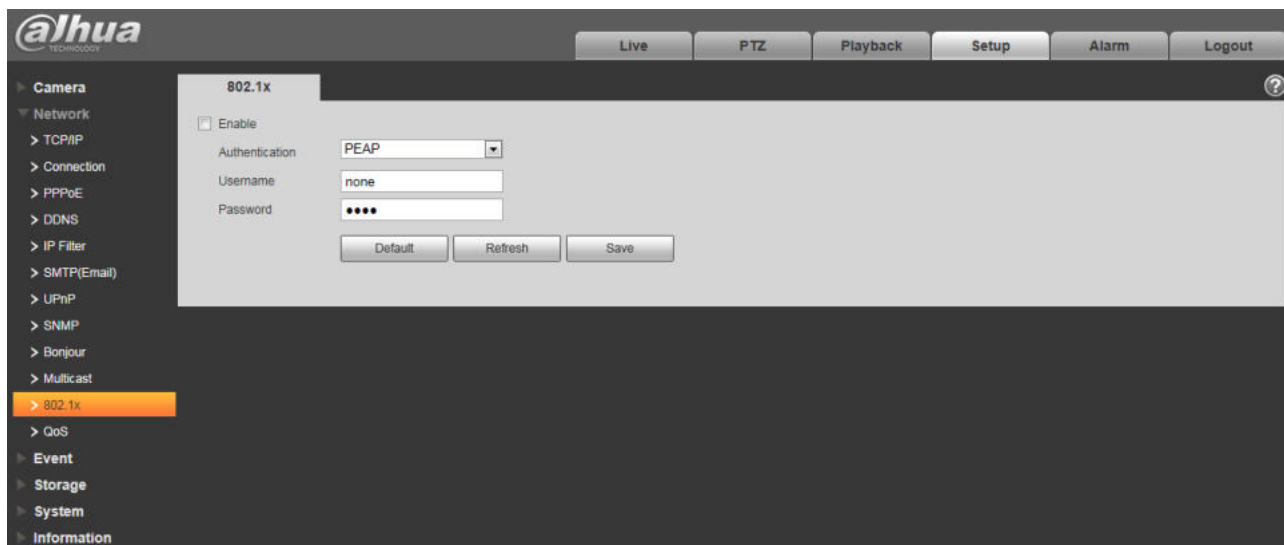 alhua
TECHNOLOGY
Live PTZ Playback Setup Alarm Logout
Camera
Network
> TCP/IP
> Connection
> PPPoE
> DDNS
> IP Filter
> SMTP(Email)
> UPnP
> SNMP
> Bonjour
> Multicast
> 802.1x
> QoS
Event
Storage
System
Information
802.1x
?
Enable
Authentication PEAP
Username none
Password ●●●●
Default Refresh Save